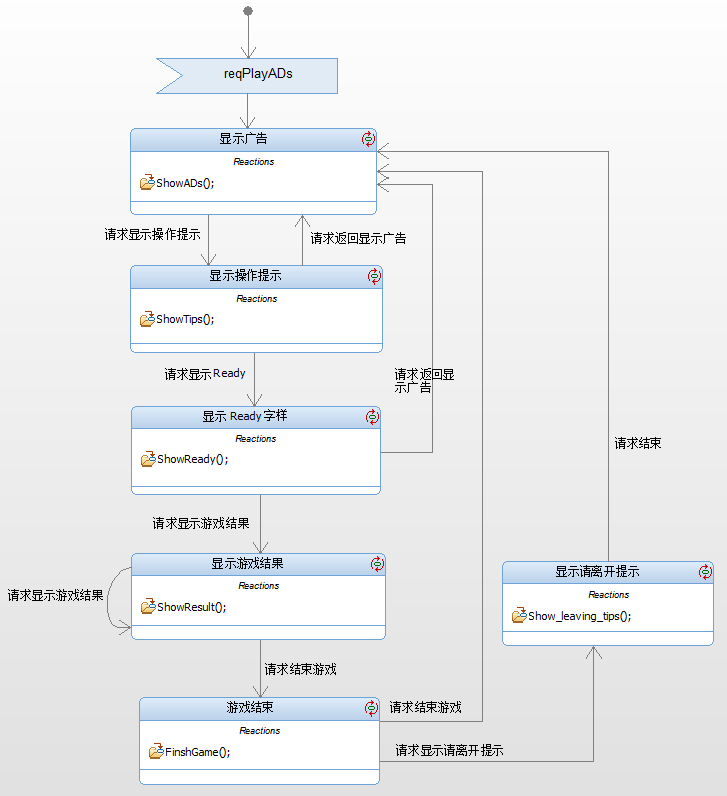 reqPlayADs
显示广告
Reactions
ShowADs();
请求显示操作提示
请求返回显示广告
显示操作提示
Reactions
ShowTips();
请求显示Ready
请求返回显
示广告
显示 Ready 字样
Reactions
ShowReady();
请求结束
请求显示游戏结果
显示游戏结果
Reactions
ShowResult();
请求显示游戏结果
显示请离开提示
Reactions
Show_leaving_tips();
请求结束游戏
游戏结束
Reactions
FinshGame();
请求结束游戏
请求显示请离开提示